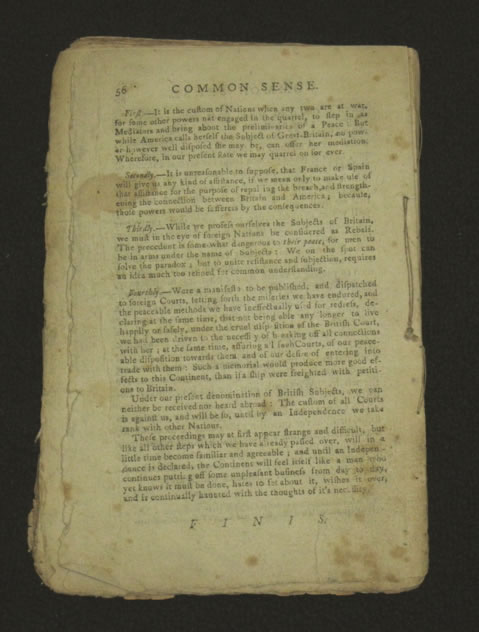 56 COMMON SENSE.
First.—It is the custom of Nations when any two are at war,
for some other powers not engaged in the quarrel, to step in as
Mediators and bring about the preliminaries of a Peace: But
while America calls herself the Subject of Great-Britain, no power
however well disposed she may be, can offer her mediation.
Wherefore, in our present state we may quarrel on for ever.
Secondly.—It is unreasonable to suppose, that France or Spain
will give us any kind of assistance, if we mean only to make use of
that assistance for the purpose of repairing the breach, and strength-
ening the connection between Britain and America; because,
those powers would be sufferers by the consequences.
Thirdly.—While we profess ourselves the Subjects of Britain,
we must in the eye of foreign Nations be considered as Rebels.
The precedent is somewhat dangerous to their peace, for men to
be in arms under the name of Subjects: We on the spot can
solve the paradox; but to unite resistance and subjection, requires
an idea much too refined for common understanding.
Fourthly.—Were a manifesto to be published, and dispatched
to foreign Courts, setting forth the miseries we have endured, and
the peaceable methods we have ineffectually used for redress, de-
claring at the same time, that not being able any longer to live
happily or safely, under the cruel disposition of the British Court,
we had been driven to the necessity of breaking off all connections
with her; at the same time, assuring all such Courts, of our peace-
able disposition towards them and of our desire of entering into
trade with them: Such a memorial would produce more good ef-
fects to this Continent, than if a ship were freighted with petiti-
ons to Britain.
Under our present denomination of British Subjects, we can
neither be received nor heard abroad: The custom of all Courts
is against us, and will be so, until by an Independence we take
rank with other Nations.
These proceedings may at first appear strange and difficult, but
like all other steps which we have already passed over, will in a
little time become familiar and agreeable; and until an Indepen-
dance is declared, the Continent will feel itself like a man who
continues putting off some unpleasant business from day to day,
yet knows it must be done, hates to set about it, wishes it over,
and is continually haunted with the thoughts of it's necessity.
F I N I S.